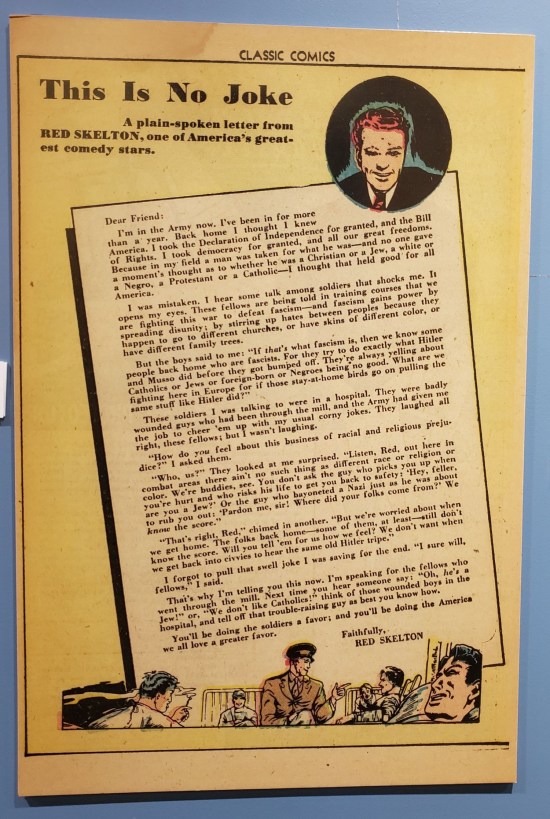 CLASSIC COMICS
This Is No Joke
A plain-spoken letter from
RED SKELTON, one of America's great-
est comedy stars.
Dear Friend:
I'm in the Army now. I've been in for more
than a year. Back home I thought I knew
America. I took the Declaration of Independence for granted, and the Bill
of Rights. I took democracy for granted, and all our great freedoms.
Because in my field a man was taken for what he was—and no one gave
a moment's thought as to whether he was a Christian or a Jew, a white or
a Negro, a Protestant or a Catholic—I thought that held good for all
America.
I was mistaken. I hear some talk among soldiers that shocks me. It
opens my eyes. These fellows are being told in training courses that we
are fighting this war to defeat fascism—and fascism gains power by
spreading disunity; by stirring up hates between peoples because they
happen to go to different churches, or have skins of different color, or
have different family trees.
But the boys said to me: "If that's what fascism is, then we know some
people back home who are fascists. For they try to do exactly what Hitler
and Musso did before they got bumped off. They're always yelling about
Catholics or Jews or foreign-born or Negroes being no good. What are we
fighting here in Europe for if those stay-at-home birds go on pulling the
same stuff like Hitler did?"
These soldiers I was talking to were in a hospital. They were badly
wounded guys who had been through the mill, and the Army had given me
the job to cheer 'em up with my usual corny jokes. They laughed all
right, these fellows; but I wasn't laughing.
"How do you feel about this business of racial and religious preju-
dice?" I asked them.
"Who, us?" They looked at me surprised. "Listen, Red, out here in
combat areas there ain't no such thing as different race or religion or
color. We're buddies, see. You don't ask the guy who picks you up when
you're hurt and who risks his life to get you back to safety: 'Hey, feller,
are you a Jew?' Or the guy who bayoneted a Nazi just as he was about
to rub you out: 'Pardon me, sir! Where did your folks come from?' We
know the score."
"That's right, Red," chimed in another. "But we're worried about when
we get home. The folks back home—some of them, at least—still don't
know the score. Will you tell 'em for us how we feel? We don't want when
we get back into civvies to hear the same old Hitler tripe."
I forgot to pull that swell joke I was saving for the end. "I sure will,
fellows," I said.
That's why I'm telling you this now. I'm speaking for the fellows who
went through the mill. Next time you hear someone say: "Oh, he's a
Jew!" or, "We don't like Catholics!" think of those wounded boys in the
hospital, and tell off that trouble-raising guy as best you know how.
You'll be doing the soldiers a favor; and you'll be doing the America
we all love a greater favor.
Faithfully,
RED SKELTON